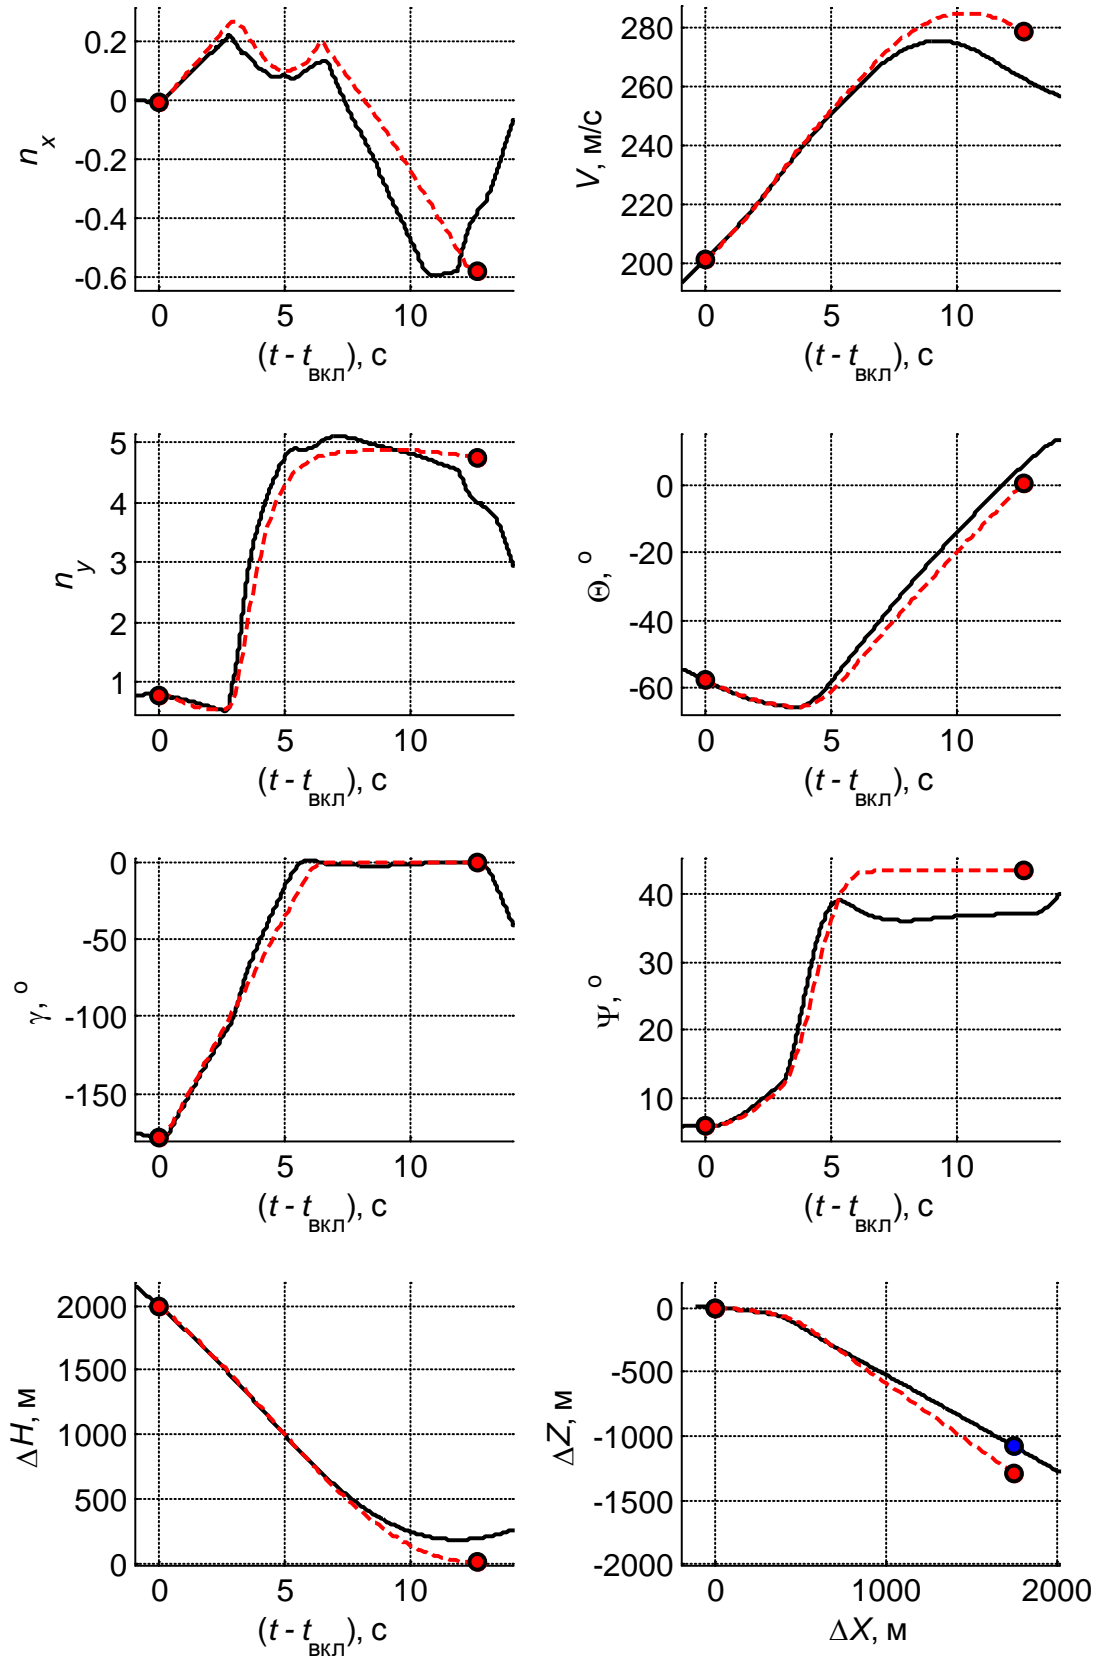 0.2
0
-0.2
-0.4
-0.6
n_x
0 5 10
(t - t_вкл), с
280
260
240
220
200
V, м/с
0 5 10
(t - t_вкл), с
5
4
3
2
1
n_y
0 5 10
(t - t_вкл), с
0
-20
-40
-60
Θ, °
0 5 10
(t - t_вкл), с
0
-50
-100
-150
γ, °
0 5 10
(t - t_вкл), с
40
30
20
10
Ψ, °
0 5 10
(t - t_вкл), с
2000
1500
1000
500
0
ΔH, м
0 5 10
(t - t_вкл), с
0
-500
-1000
-1500
-2000
ΔZ, м
0 1000 2000
ΔX, м